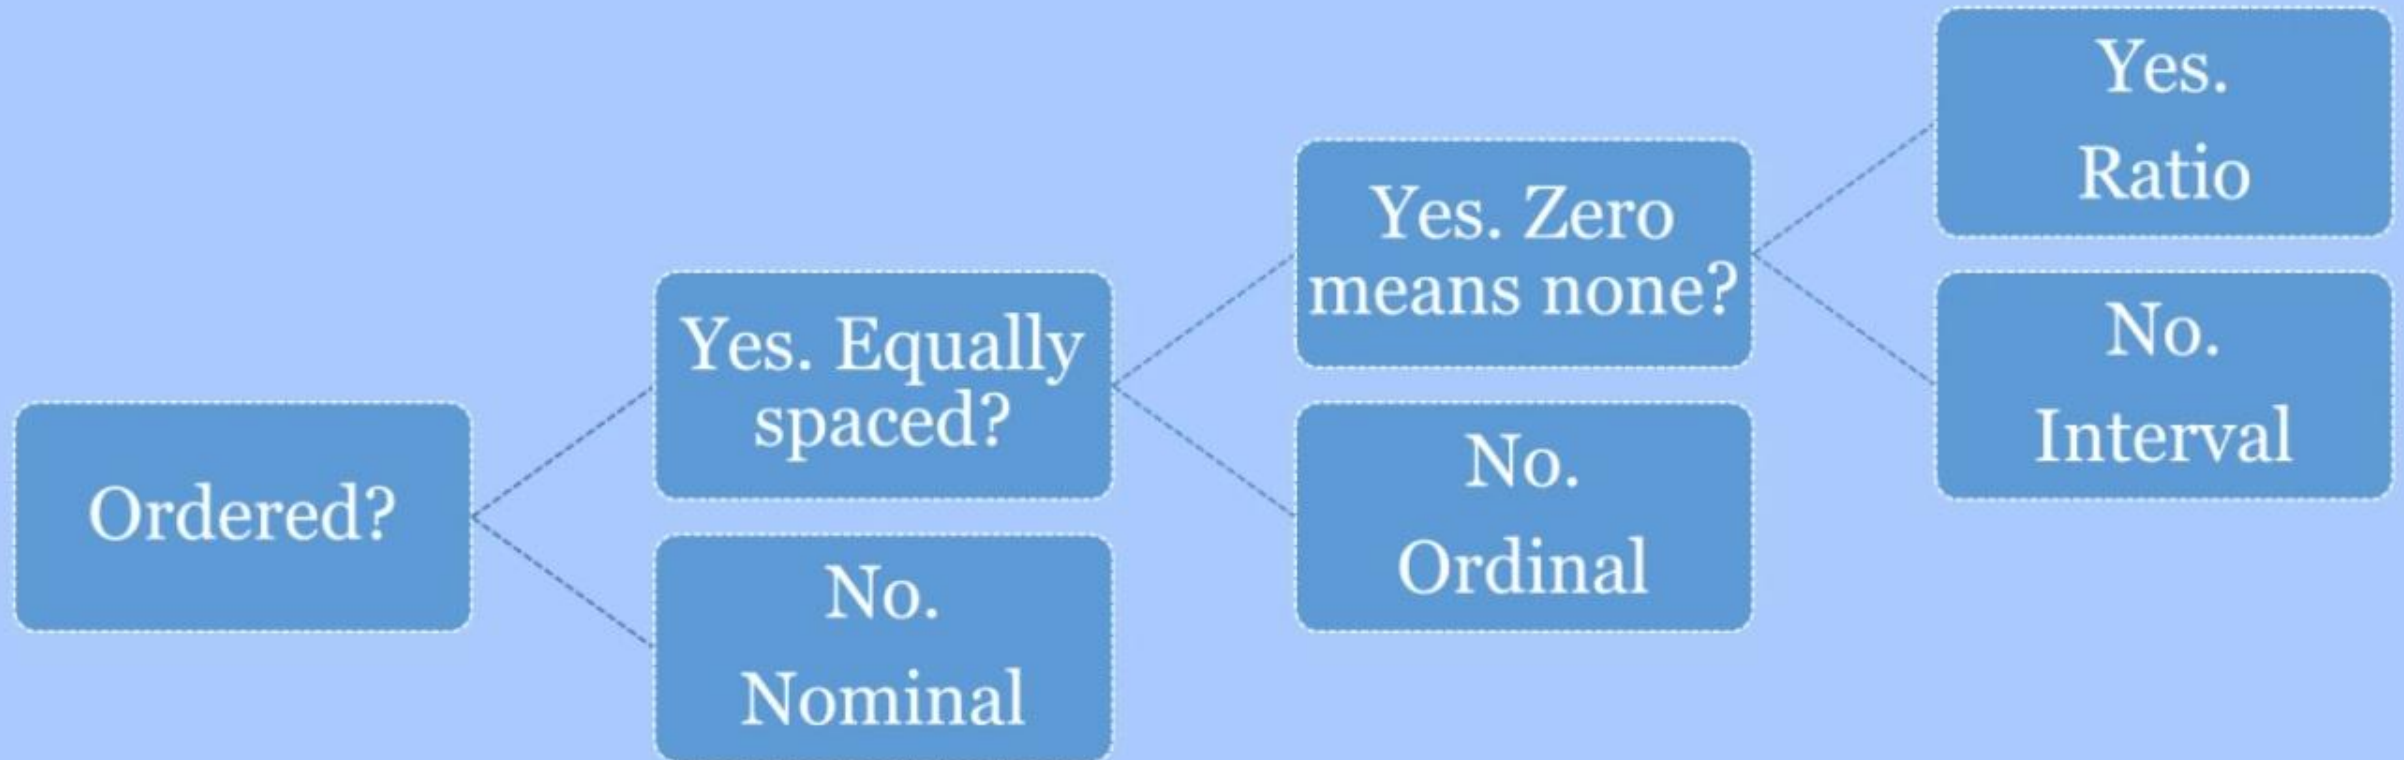 Ordered?
Yes. Equally
spaced?
No.
Nominal
Yes. Zero
means none?
No.
Ordinal
Yes.
Ratio
No.
Interval